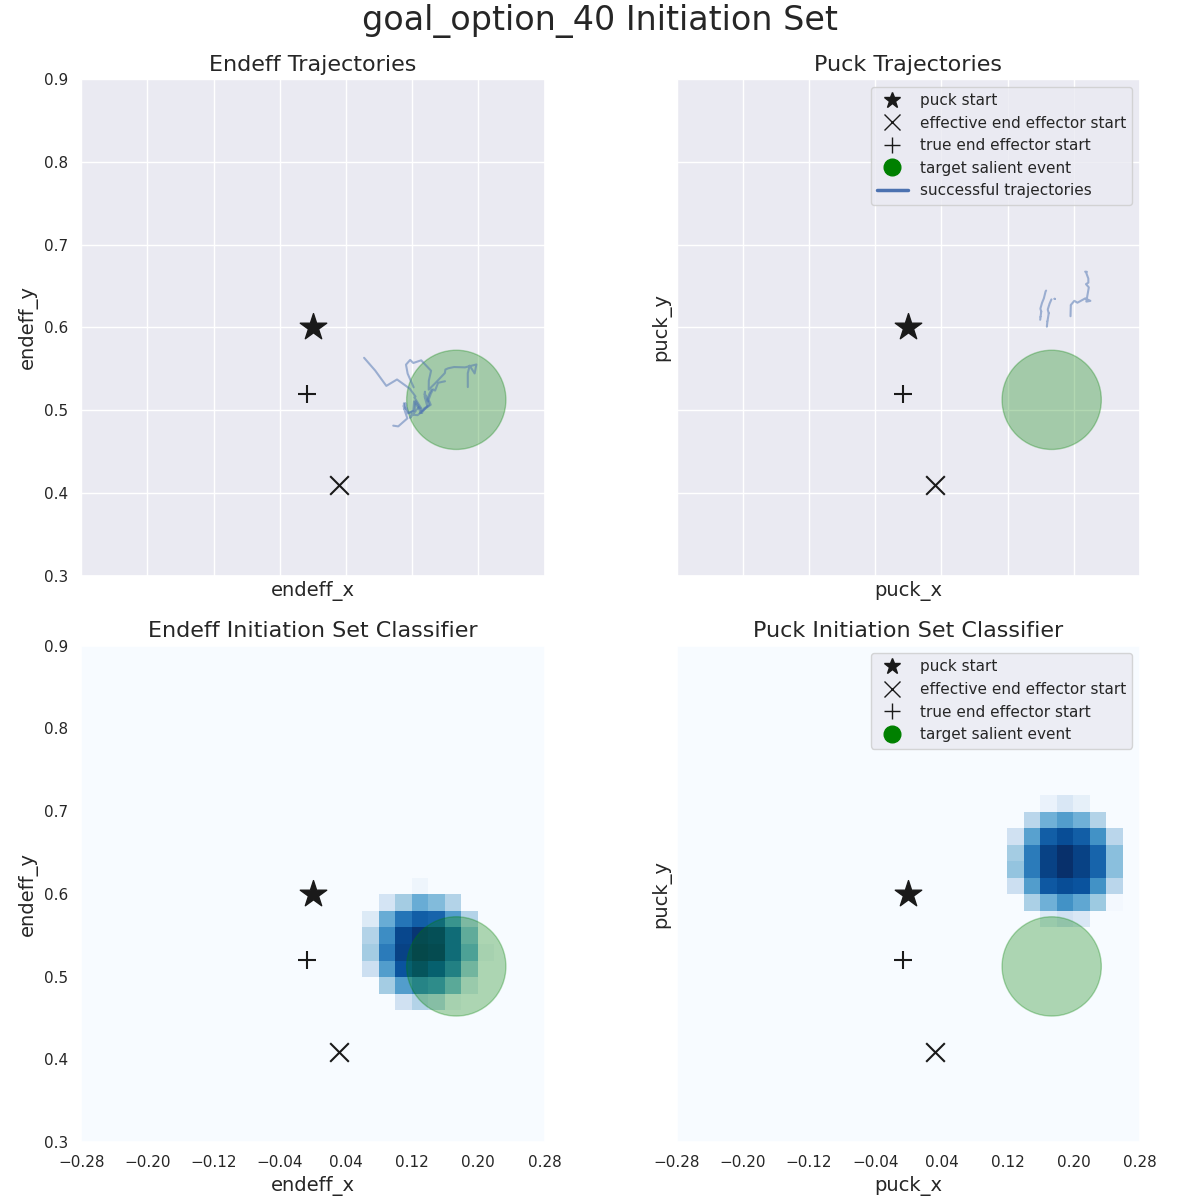 goal_option_40 Initiation Set
Endeff Trajectories
endeff_y
0.9
0.8
0.7
0.6
0.5
0.4
0.3
endeff_x
Puck Trajectories
puck_y
puck start
effective end effector start
true end effector start
target salient event
successful trajectories
puck_x
Endeff Initiation Set Classifier
endeff_y
0.9
0.8
0.7
0.6
0.5
0.4
0.3
−0.28 −0.20 −0.12 −0.04 0.04 0.12 0.20 0.28
endeff_x
Puck Initiation Set Classifier
puck_y
puck start
effective end effector start
true end effector start
target salient event
−0.28 −0.20 −0.12 −0.04 0.04 0.12 0.20 0.28
puck_x